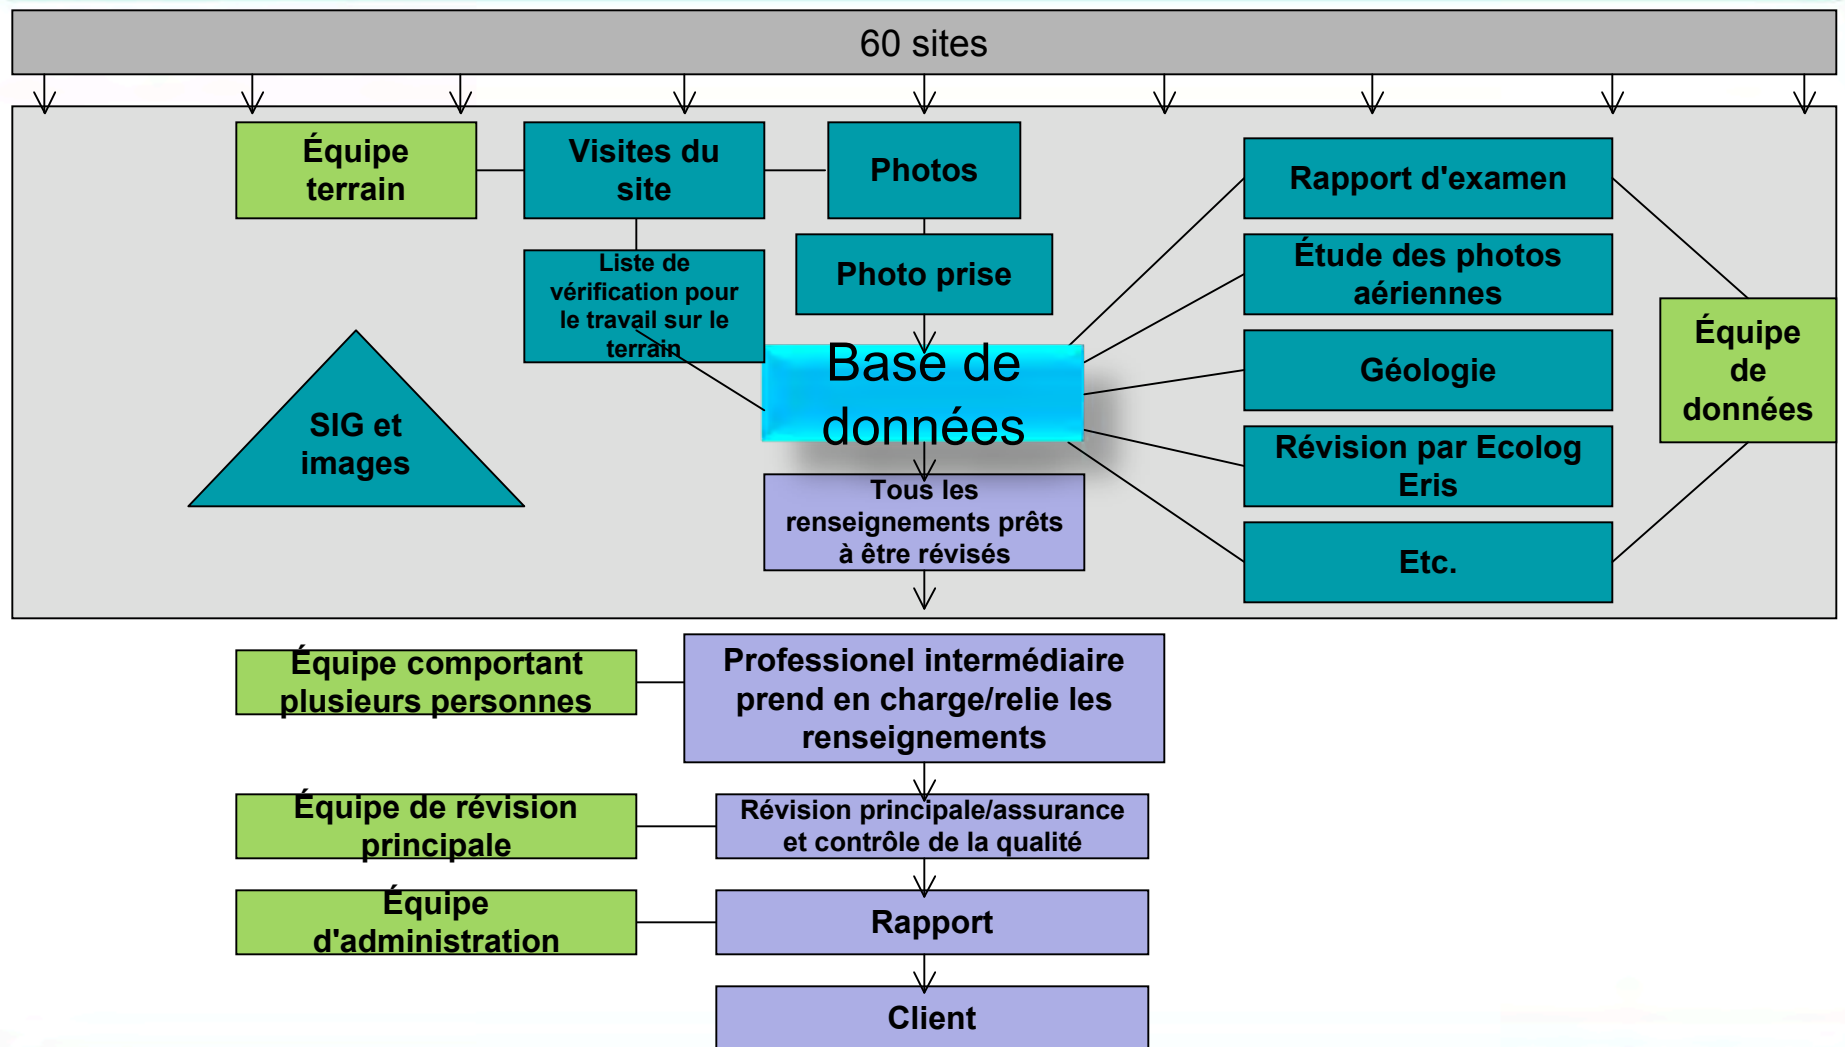 60 sites
Équipe
terrain
Visites du
site
Photos
Rapport d'examen
Liste de
vérification pour
le travail sur le
terrain
Photo prise
Étude des photos
aériennes
Équipe
de
données
SIG et
images
Base de
données
Géologie
Révision par Ecolog
Eris
Tous les
renseignements prêts
à être révisés
Etc.
Équipe comportant
plusieurs personnes
Professionel intermédiaire
prend en charge/relie les
renseignements
Équipe de révision
principale
Révision principale/assurance
et contrôle de la qualité
Équipe
d'administration
Rapport
Client